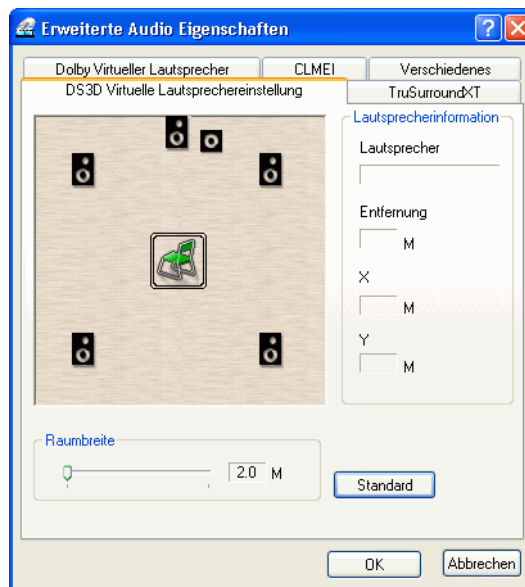 Erweiterte Audio Eigenschaften
Dolby Virtueller Lautsprecher
CLMEI
Verschiedenes
DS3D Virtuelle Lautsprechereinstellung
TruSurroundXT
Lautsprecherinformation
Lautsprecher
Entfernung
M
X
M
Y
M
Raumbreite
2.0 M
Standard
OK
Abbrechen